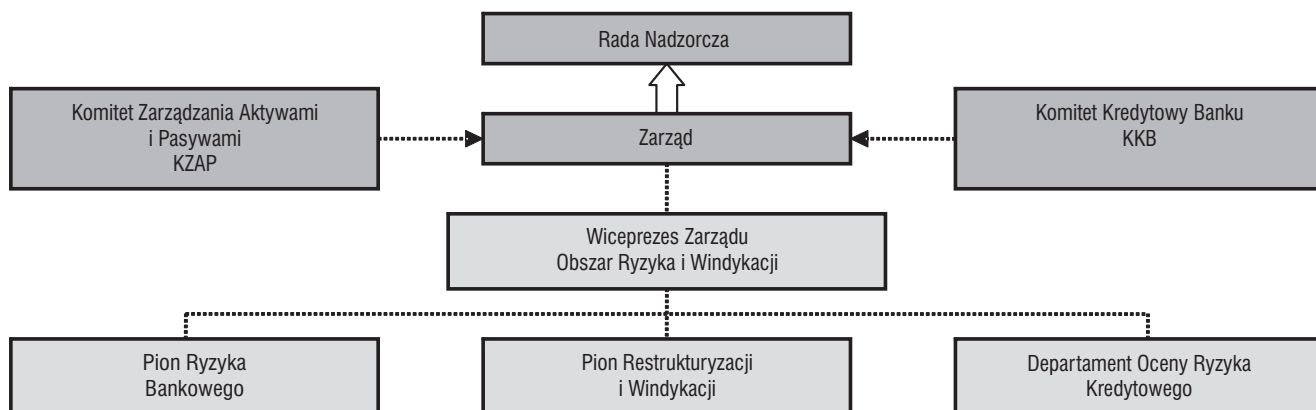 Rada Nadzorcza
Komitet Zarządzania Aktywami
i Pasywami
KZAP
Zarząd
Komitet Kredytowy Banku
KKB
Wiceprezes Zarządu
Obszar Ryzyka i Windykacji
Pion Ryzyka
Bankowego
Pion Restrukturyzacji
i Windykacji
Departament Oceny Ryzyka
Kredytowego